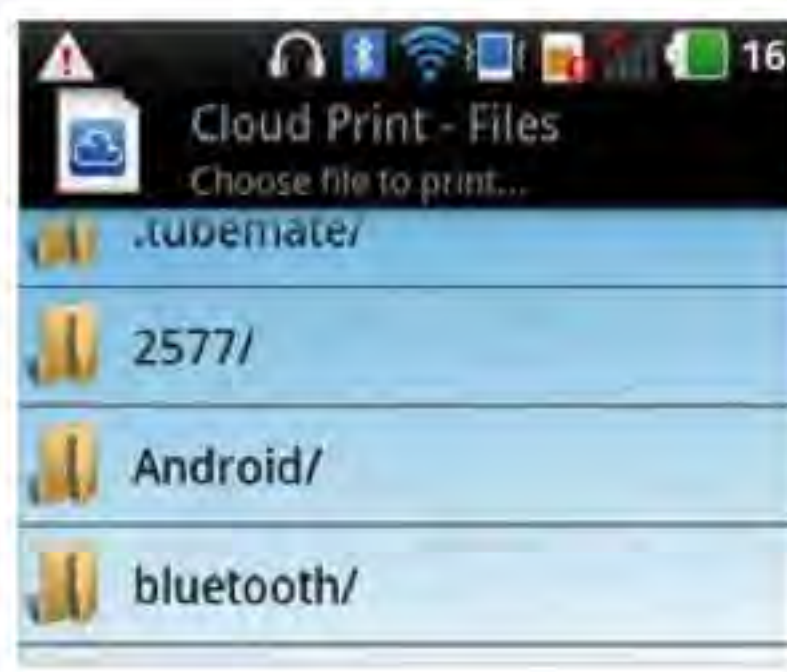 16
Cloud Print - Files
Choose file to print...
.tubemate/
2577/
Android/
bluetooth/